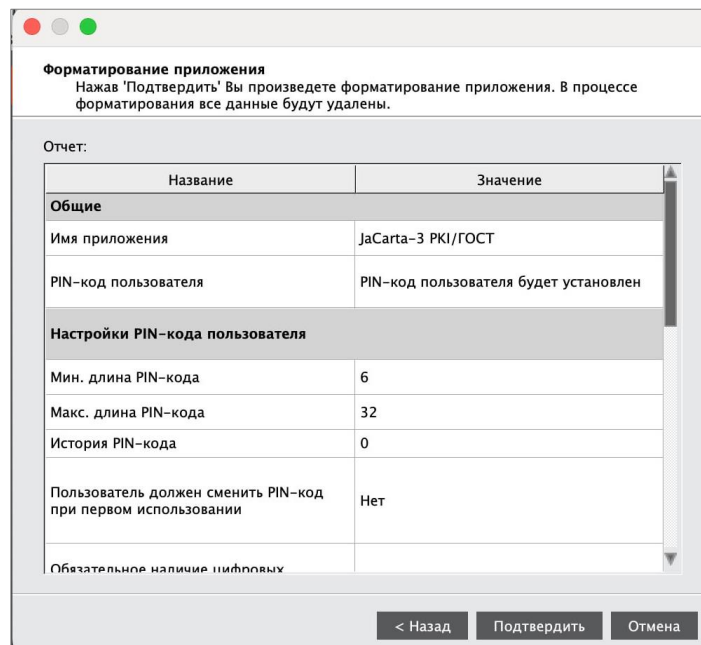 Форматирование приложения
Нажав 'Подтвердить' Вы произведете форматирование приложения. В процессе
форматирования все данные будут удалены.
Отчет:
Название Значение
Общие
Имя приложения JaCarta-3 PKI/ГОСТ
PIN-код пользователя PIN-код пользователя будет установлен
Настройки PIN-кода пользователя
Мин. длина PIN-кода 6
Макс. длина PIN-кода 32
История PIN-кода 0
Пользователь должен сменить PIN-код
при первом использовании Нет
Обязательное наличие цифровых
< Назад Подтвердить Отмена